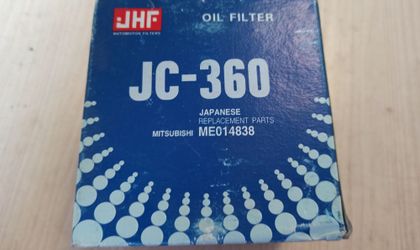 JHF
AUTOMOTIVE FILTERS
OIL FILTER
JC-360
JAPANESE
REPLACEMENT PARTS
MITSUBISHI ME014838